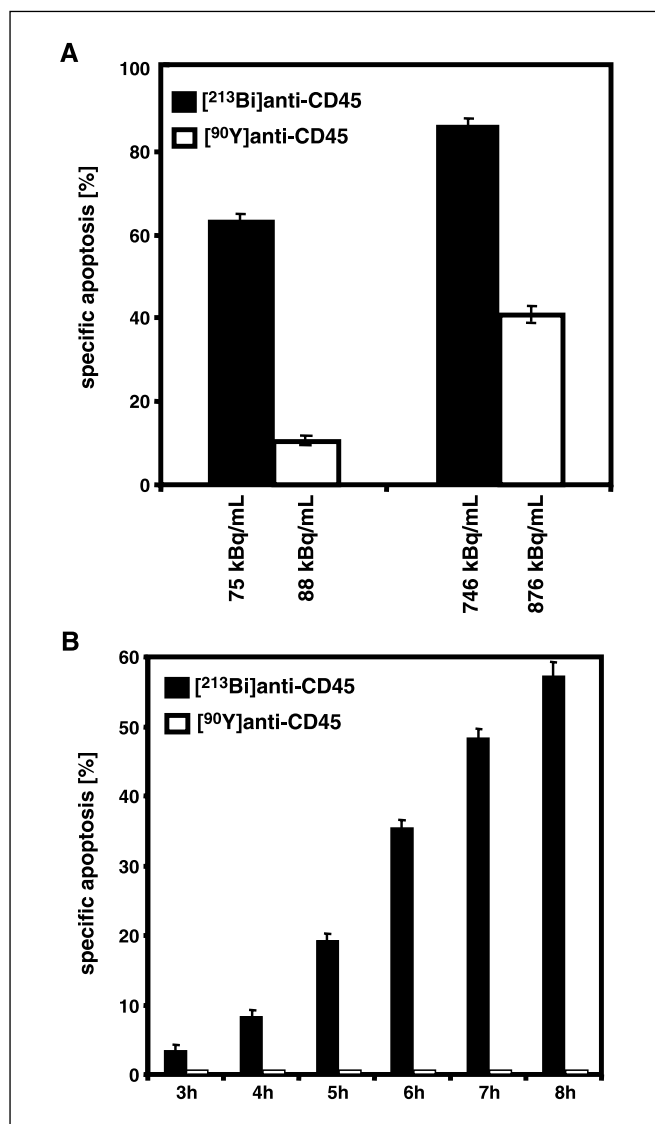 A
100
80
60
40
20
0
specific apoptosis [%]
[²¹³Bi]anti-CD45
[⁹⁰Y]anti-CD45
75 kBq/mL
88 kBq/mL
746 kBq/mL
876 kBq/mL
B
60
50
40
30
20
10
0
specific apoptosis [%]
[²¹³Bi]anti-CD45
[⁹⁰Y]anti-CD45
3h 4h 5h 6h 7h 8h